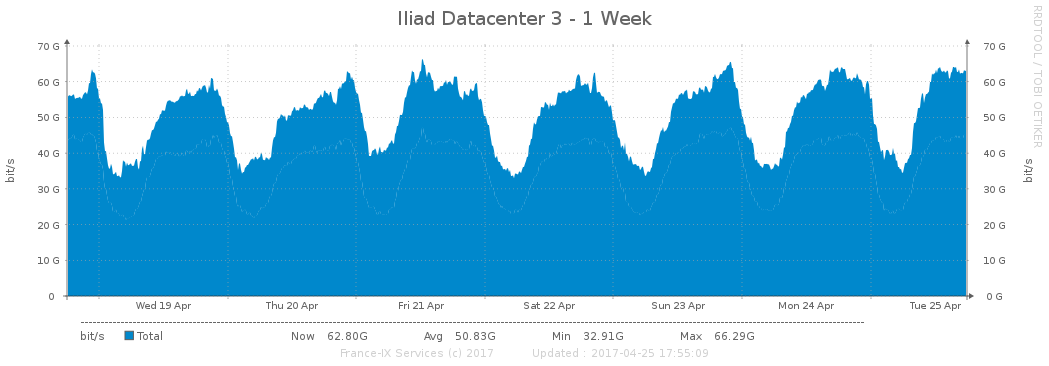 Iliad Datacenter 3 - 1 Week
RRDTOOL / TOBI OETIKER
70 G 70 G
60 G 60 G
50 G 50 G
40 G 40 G
30 G 30 G
20 G 20 G
10 G 10 G
0 0 G
bit/s bit/s
Wed 19 Apr Thu 20 Apr Fri 21 Apr Sat 22 Apr Sun 23 Apr Mon 24 Apr Tue 25 Apr
bit/s Total Now 62.80G Avg 50.83G Min 32.91G Max 66.29G
France-IX Services (c) 2017 Updated : 2017-04-25 17:55:09